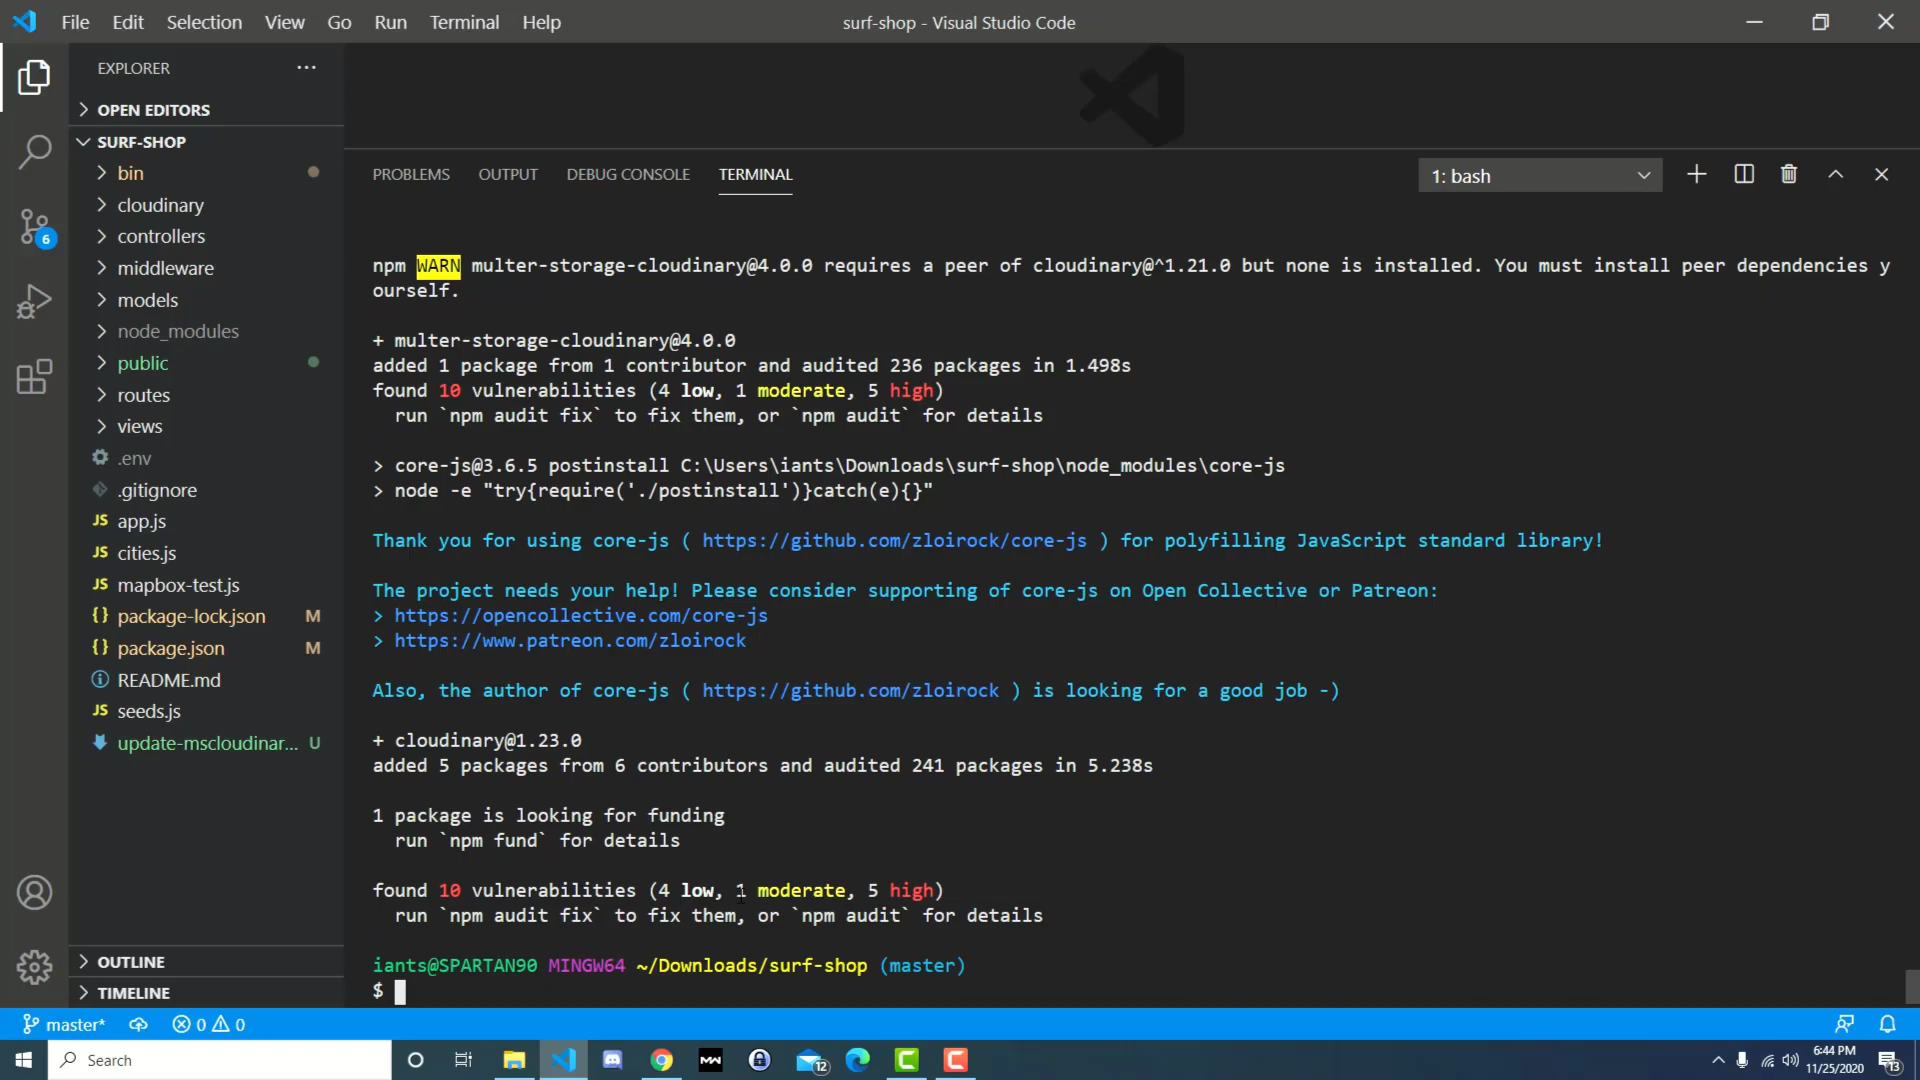 File Edit Selection View Go Run Terminal Help
surf-shop - Visual Studio Code
EXPLORER
OPEN EDITORS
SURF-SHOP
bin
cloudinary
controllers
middleware
models
node_modules
public
routes
views
.env
.gitignore
JS app.js
JS cities.js
JS mapbox-test.js
{} package-lock.json M
{} package.json M
README.md
JS seeds.js
update-mscloudinar... U
OUTLINE
TIMELINE
6
PROBLEMS OUTPUT DEBUG CONSOLE TERMINAL
1: bash
npm WARN multer-storage-cloudinary@4.0.0 requires a peer of cloudinary@^1.21.0 but none is installed. You must install peer dependencies y
ourself.
+ multer-storage-cloudinary@4.0.0
added 1 package from 1 contributor and audited 236 packages in 1.498s
found 10 vulnerabilities (4 low, 1 moderate, 5 high)
run `npm audit fix` to fix them, or `npm audit` for details
> core-js@3.6.5 postinstall C:\Users\iants\Downloads\surf-shop\node_modules\core-js
> node -e "try{require('./postinstall')}catch(e){}"
Thank you for using core-js ( https://github.com/zloirock/core-js ) for polyfilling JavaScript standard library!
The project needs your help! Please consider supporting of core-js on Open Collective or Patreon:
> https://opencollective.com/core-js
> https://www.patreon.com/zloirock
Also, the author of core-js ( https://github.com/zloirock ) is looking for a good job -)
+ cloudinary@1.23.0
added 5 packages from 6 contributors and audited 241 packages in 5.238s
1 package is looking for funding
run `npm fund` for details
found 10 vulnerabilities (4 low, 1 moderate, 5 high)
run `npm audit fix` to fix them, or `npm audit` for details
iants@SPARTAN90 MINGW64 ~/Downloads/surf-shop (master)
$
master* 0 0
Search
MW
12
6:44 PM
11/25/2020
13